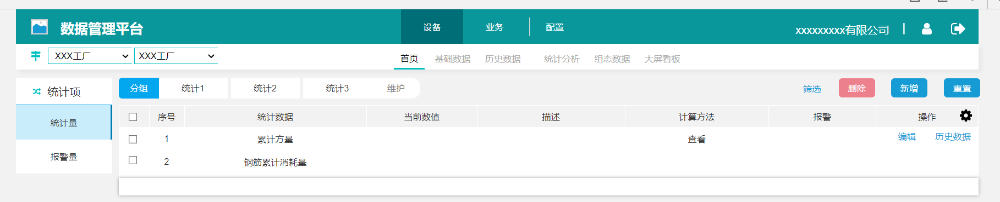 数据管理平台 设备 业务 配置 xxxxxxxxx有限公司
XXX工厂 XXX工厂 首页 基础数据 历史数据 统计分析 组态数据 大屏看板
统计项 分组 统计1 统计2 统计3 维护 筛选 删除 新增 重置
序号 统计数据 当前数值 描述 计算方法 报警 操作
统计量
1 累计方量 查看 编辑 历史数据
报警量
2 钢筋累计消耗量